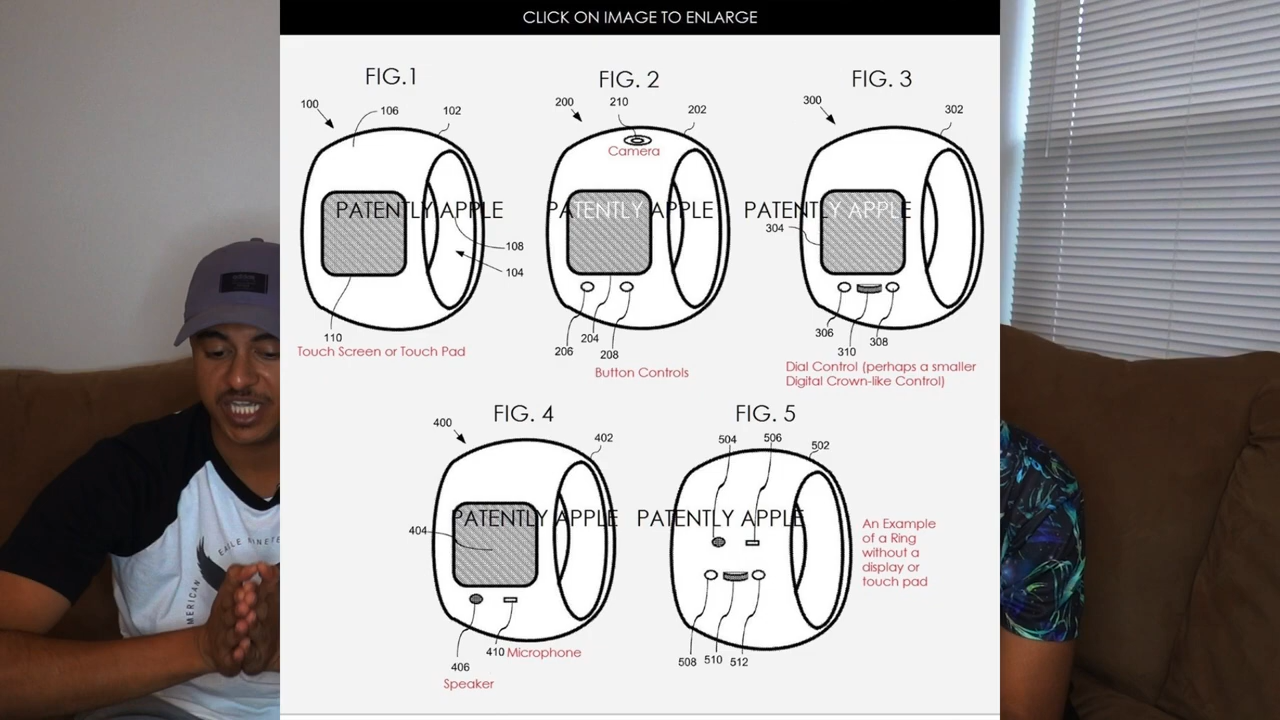 CLICK ON IMAGE TO ENLARGE
FIG.1
FIG. 2
FIG. 3
100
106
102
200
210
202
300
302
Camera
PATENTLY APPLE
PATENTLY APPLE
PATENTLY APPLE
304
108
104
110
206
204
208
306
310
308
Touch Screen or Touch Pad
Button Controls
Dial Control (perhaps a smaller
Digital Crown-like Control)
FIG. 4
FIG. 5
400
402
504
506
502
PATENTLY APPLE
PATENTLY APPLE
404
An Example
of a Ring
without a
display or
touch pad
406
410 Microphone
Speaker
508
510
512
AMERICAN